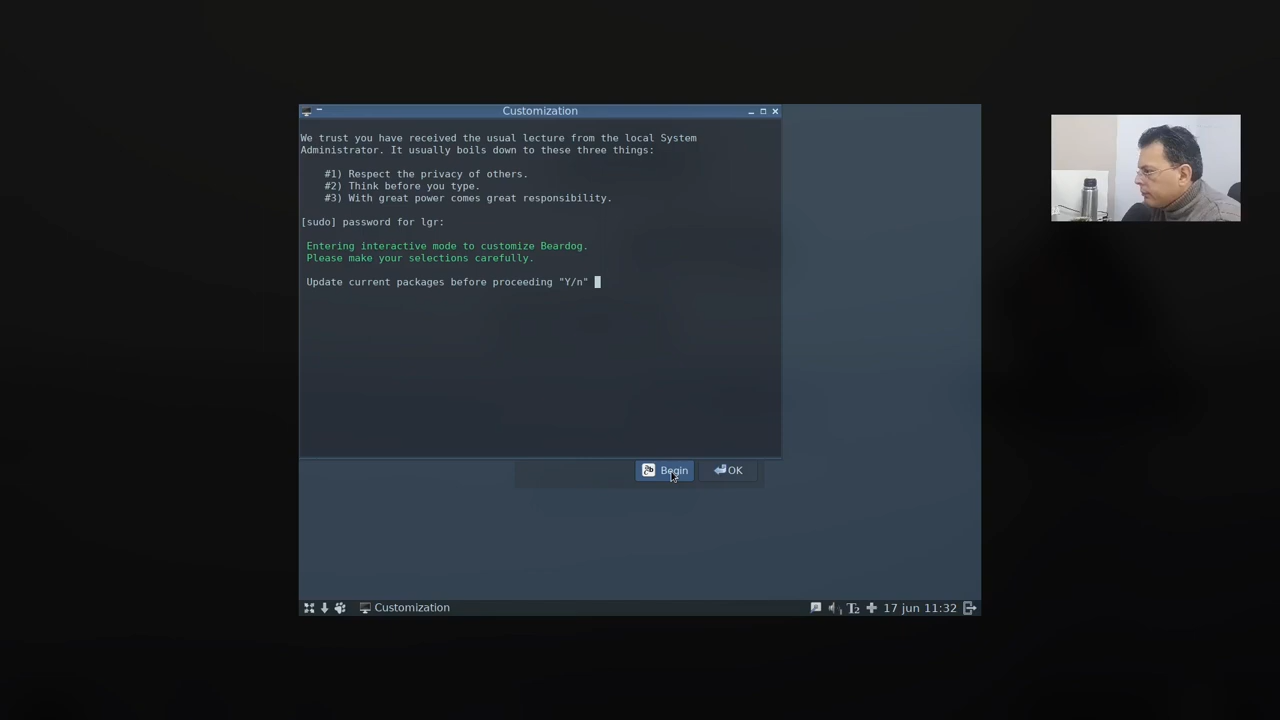 Customization
We trust you have received the usual lecture from the local System
Administrator. It usually boils down to these three things:
#1) Respect the privacy of others.
#2) Think before you type.
#3) With great power comes great responsibility.
[sudo] password for lgr:
Entering interactive mode to customize Beardog.
Please make your selections carefully.
Update current packages before proceeding "Y/n"
Begin
OK
Customization
T2
17 jun 11:32